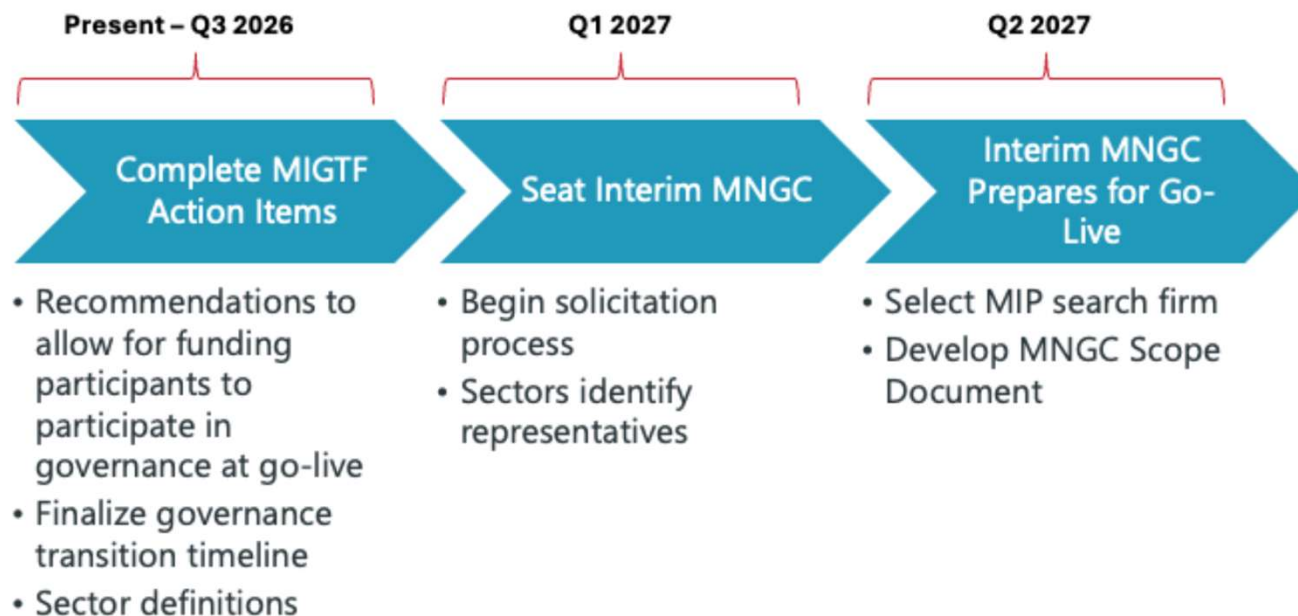 Present – Q3 2026
Q1 2027
Q2 2027
Complete MIGTF
Action Items
Seat Interim MNGC
Interim MNGC
Prepares for Go-
Live
• Recommendations to
allow for funding
participants to
participate in
governance at go-live
• Finalize governance
transition timeline
• Sector definitions
• Begin solicitation
process
• Sectors identify
representatives
• Select MIP search firm
• Develop MNGC Scope
Document